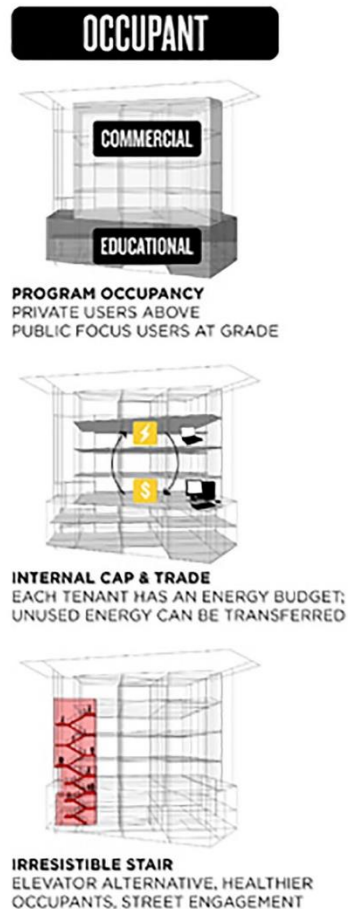 OCCUPANT
COMMERCIAL
EDUCATIONAL
PROGRAM OCCUPANCY
PRIVATE USERS ABOVE
PUBLIC FOCUS USERS AT GRADE
$
INTERNAL CAP & TRADE
EACH TENANT HAS AN ENERGY BUDGET;
UNUSED ENERGY CAN BE TRANSFERRED
IRRESISTIBLE STAIR
ELEVATOR ALTERNATIVE, HEALTHIER
OCCUPANTS, STREET ENGAGEMENT